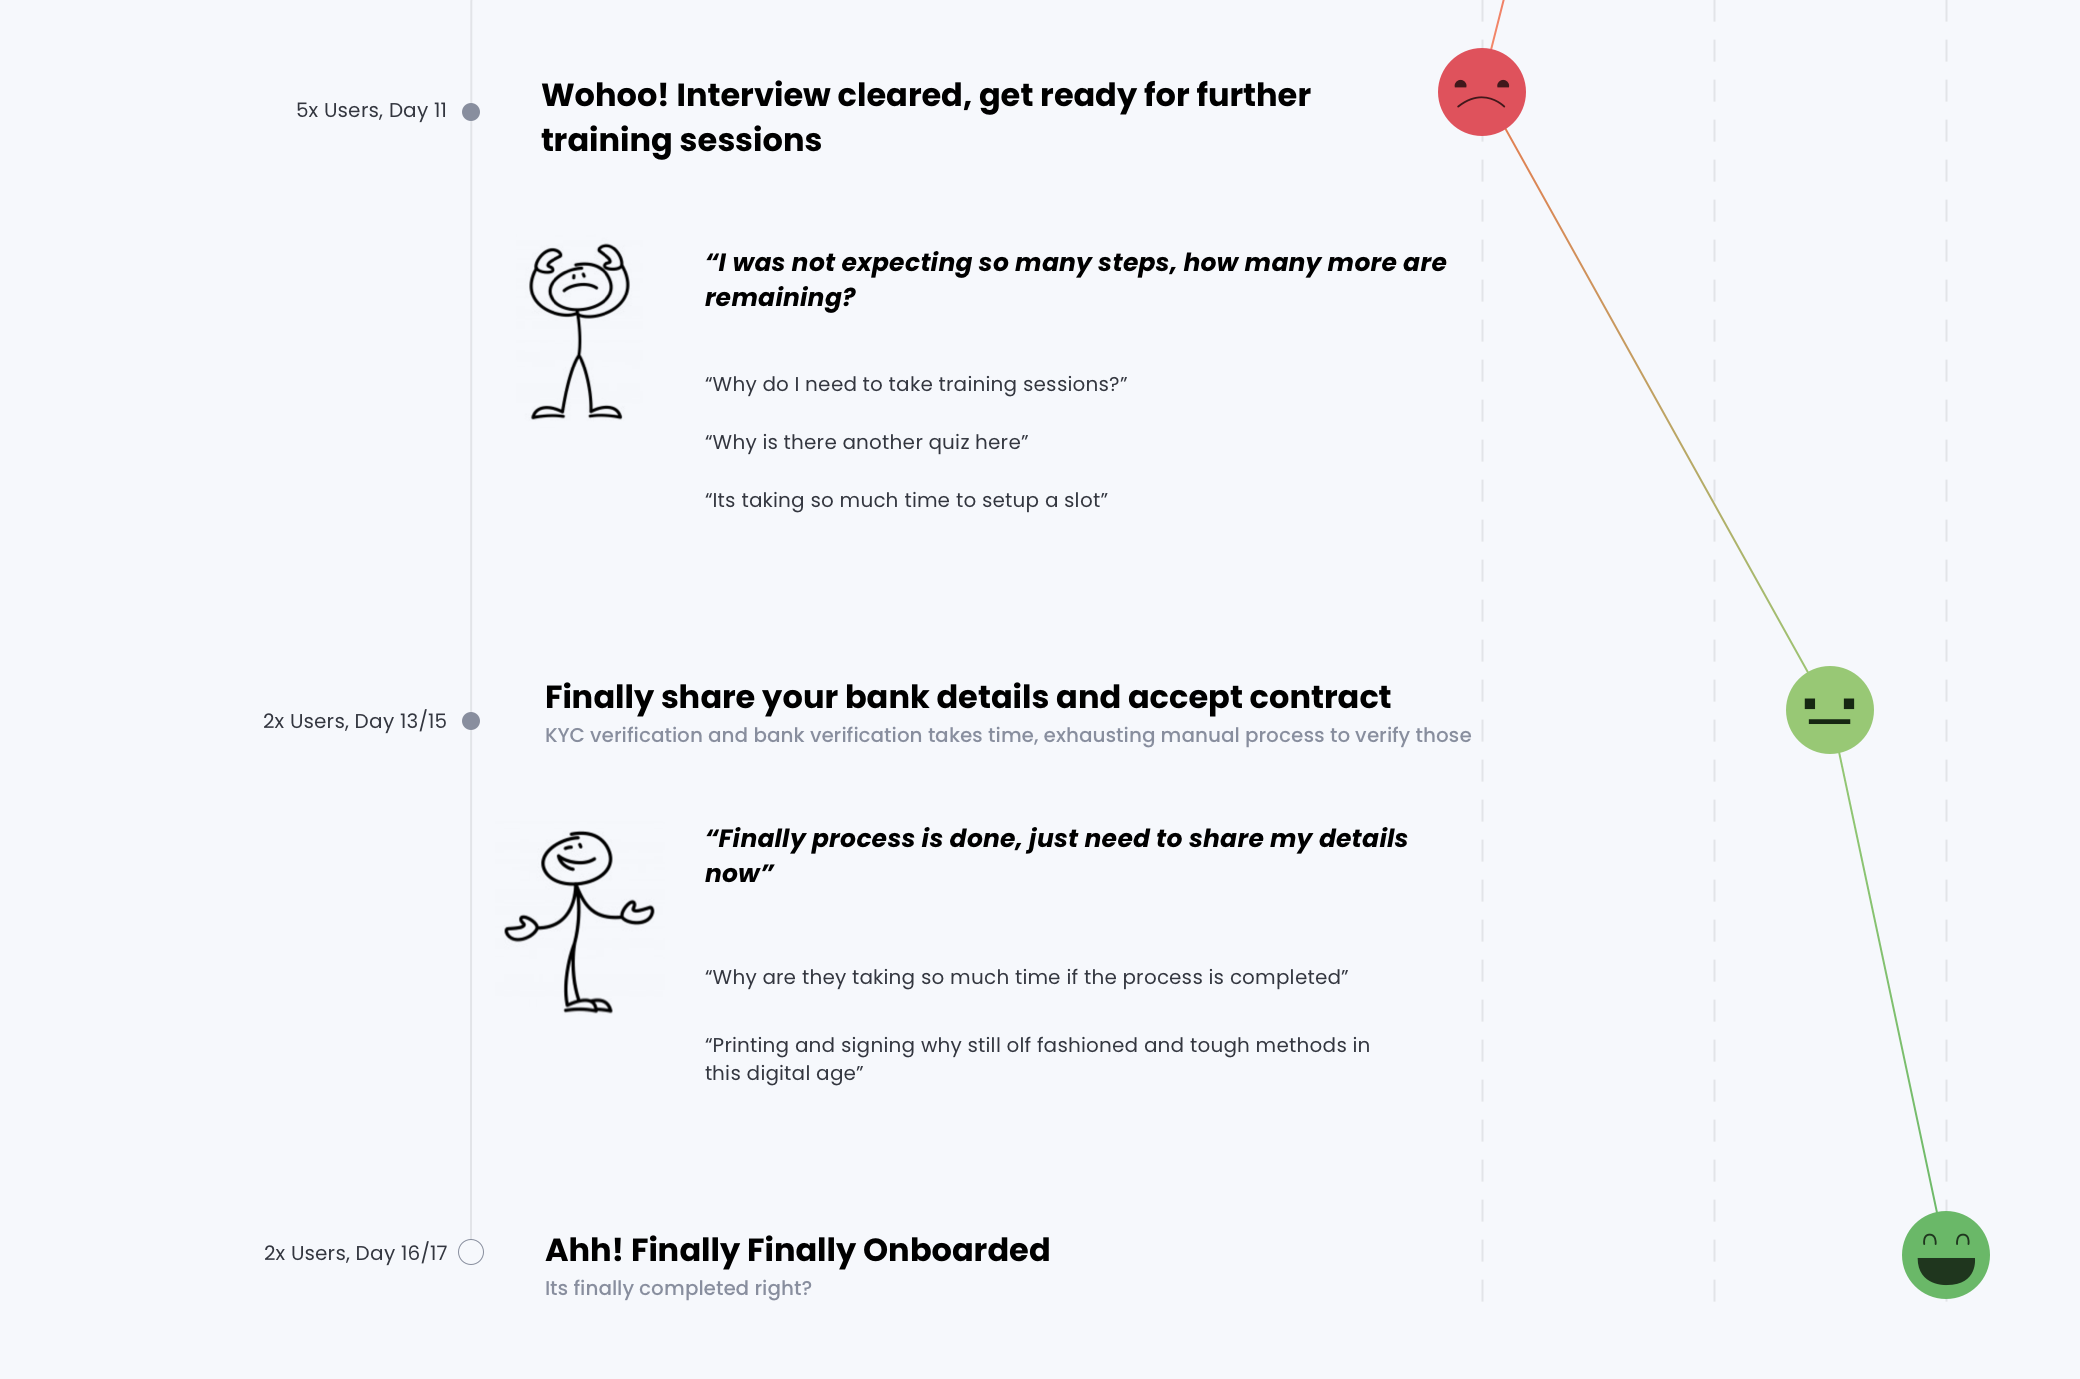 5x Users, Day 11
Wohoo! Interview cleared, get ready for further
training sessions
“I was not expecting so many steps, how many more are
remaining?
“Why do I need to take training sessions?”
“Why is there another quiz here”
“Its taking so much time to setup a slot”
2x Users, Day 13/15
Finally share your bank details and accept contract
KYC verification and bank verification takes time, exhausting manual process to verify those
“Finally process is done, just need to share my details
now”
“Why are they taking so much time if the process is completed”
“Printing and signing why still olf fashioned and tough methods in
this digital age”
2x Users, Day 16/17
Ahh! Finally Finally Onboarded
Its finally completed right?